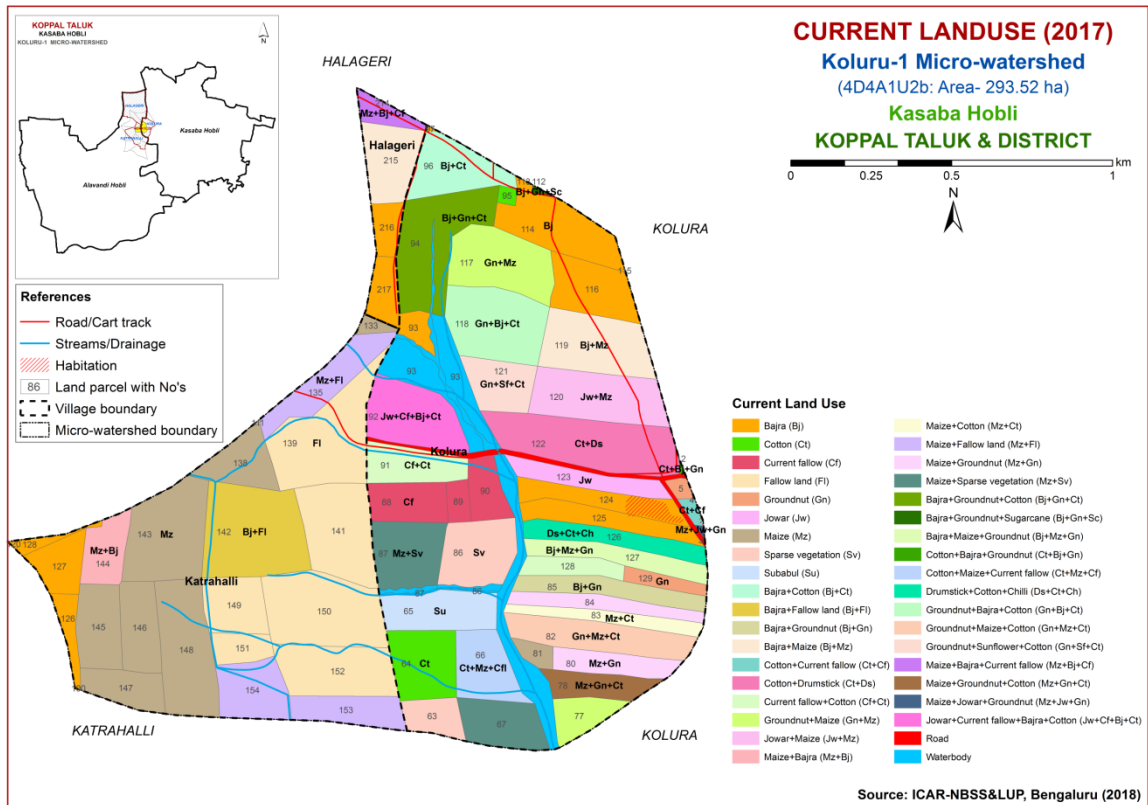 KOPPAL TALUK
KASABA HOBLI
KOLURU-1 MICRO-WATERSHED
N
HALAGERI
Kasaba Hobli
Alavandi Hobli
CURRENT LANDUSE (2017)
Koluru-1 Micro-watershed
(4D4A1U2b: Area- 293.52 ha)
Kasaba Hobli
KOPPAL TALUK & DISTRICT
km
0 0.25 0.5 1
N
References
Road/Cart track
Streams/Drainage
Habitation
86 Land parcel with No's
Village boundary
Micro-watershed boundary
HALAGERI
Mz+Bj+Cf
Halageri
215
96 Bj+Ct
112
Bj+Gn+Sc
95
Bj+Gn+Ct
216
94
114 Bj
KOLURA
117 Gn+Mz
115
116
217
133
93
118 Gn+Bj+Ct
119 Bj+Mz
93
93
121
Gn+Sf+Ct
Mz+Fl
135
120 Jw+Mz
92 Jw+Cf+Bj+Ct
139 Fl
138
Kolura
122 Ct+Ds
91 Cf+Ct
Ct+Bj+Gn
123 Jw
5
88 Cf
89
90
124
Ct+Cf
125
Mz+Jw+Gn
143 Mz
142 Bj+Fl
141
Ds+Ct+Ch
126
128
Mz+Bj
144
87 Mz+Sv
86 Sv
Bj+Mz+Gn
127
128
129 Gn
127
Katrahalli
85 Bj+Gn
84
83
Mz+Ct
149
150
65 Su
126
145
146
148
151
82 Gn+Mz+Ct
152
64 Ct
66
Ct+Mz+Cfl
81
80 Mz+Gn
147
154
78 Mz+Gn+Ct
153
63
67
77
KATRAHALLI
KOLURA
Current Land Use
Bajra (Bj)
Cotton (Ct)
Current fallow (Cf)
Fallow land (Fl)
Groundnut (Gn)
Jowar (Jw)
Maize (Mz)
Sparse vegetation (Sv)
Subabul (Su)
Bajra+Cotton (Bj+Ct)
Bajra+Fallow land (Bj+Fl)
Bajra+Groundnut (Bj+Gn)
Bajra+Maize (Bj+Mz)
Cotton+Current fallow (Ct+Cf)
Cotton+Drumstick (Ct+Ds)
Current fallow+Cotton (Cf+Ct)
Groundnut+Maize (Gn+Mz)
Jowar+Maize (Jw+Mz)
Maize+Bajra (Mz+Bj)
Maize+Cotton (Mz+Ct)
Maize+Fallow land (Mz+Fl)
Maize+Groundnut (Mz+Gn)
Maize+Sparse vegetation (Mz+Sv)
Bajra+Groundnut+Cotton (Bj+Gn+Ct)
Bajra+Groundnut+Sugarcane (Bj+Gn+Sc)
Bajra+Maize+Groundnut (Bj+Mz+Gn)
Cotton+Bajra+Groundnut (Ct+Bj+Gn)
Cotton+Maize+Current fallow (Ct+Mz+Cf)
Drumstick+Cotton+Chilli (Ds+Ct+Ch)
Groundnut+Bajra+Cotton (Gn+Bj+Ct)
Groundnut+Maize+Cotton (Gn+Mz+Ct)
Groundnut+Sunflower+Cotton (Gn+Sf+Ct)
Maize+Bajra+Current fallow (Mz+Bj+Cf)
Maize+Groundnut+Cotton (Mz+Gn+Ct)
Maize+Jowar+Groundnut (Mz+Jw+Gn)
Jowar+Current fallow+Bajra+Cotton (Jw+Cf+Bj+Ct)
Road
Waterbody
Source: ICAR-NBSS&LUP, Bengaluru (2018)